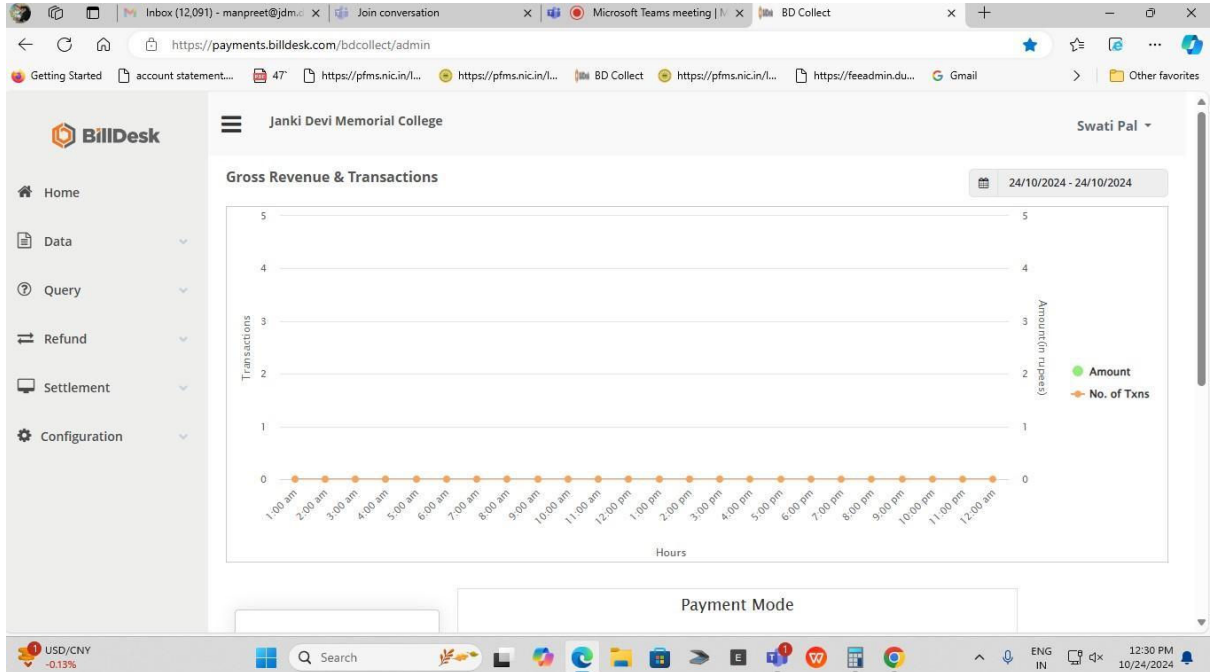 Inbox (12,091) - manpreet@jdm.c
Join conversation
Microsoft Teams meeting | M
BD Collect
https://payments.billdesk.com/bdcollect/admin
Getting Started
account statement....
47`
https://pfms.nic.in/l...
https://pfms.nic.in/l...
BD Collect
https://pfms.nic.in/l...
https://feeadmin.du...
Gmail
Other favorites
BillDesk
Janki Devi Memorial College
Swati Pal
Home
Data
Query
Refund
Settlement
Configuration
Gross Revenue & Transactions
24/10/2024 - 24/10/2024
5
4
3
2
1
0
Transactions
5
4
3
2
1
0
Amount(in rupees)
Amount
No. of Txns
1:00 am
2:00 am
3:00 am
4:00 am
5:00 am
6:00 am
7:00 am
8:00 am
9:00 am
10:00 am
11:00 am
12:00 pm
1:00 pm
2:00 pm
3:00 pm
4:00 pm
5:00 pm
6:00 pm
7:00 pm
8:00 pm
9:00 pm
10:00 pm
11:00 pm
12:00 am
Hours
Payment Mode
1
USD/CNY
-0.13%
Search
E
W
ENG
IN
12:30 PM
10/24/2024